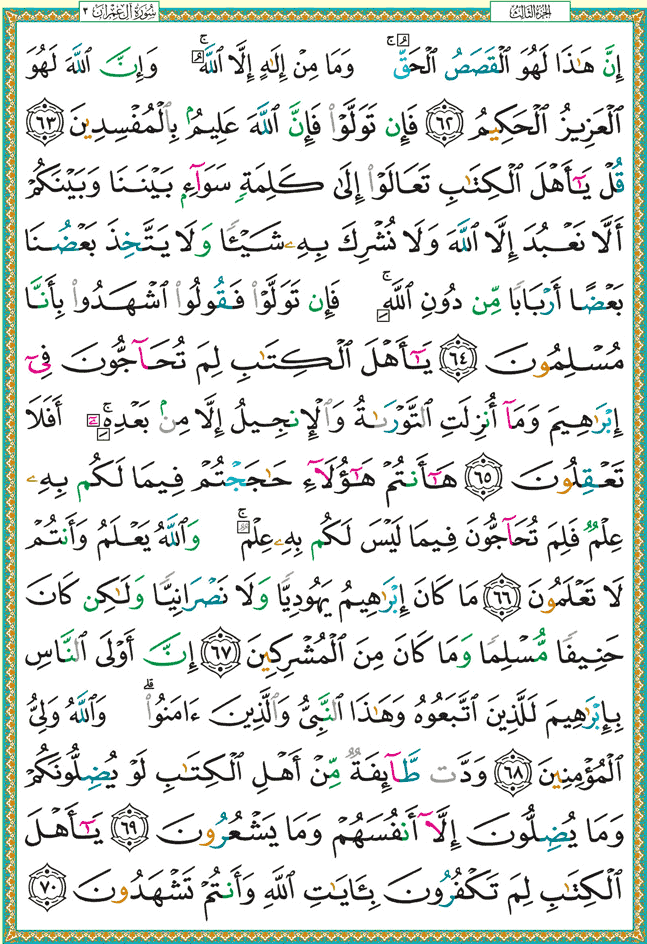 الجزء الثالث
سورة آل عمران ٣
إِنَّ هَٰذَا لَهُوَ ٱلْقَصَصُ ٱلْحَقُّ ۚ وَمَا مِنْ إِلَٰهٍ إِلَّا ٱللَّهُ ۚ وَإِنَّ ٱللَّهَ لَهُوَ
ٱلْعَزِيزُ ٱلْحَكِيمُ ٦٢ فَإِن تَوَلَّوْا۟ فَإِنَّ ٱللَّهَ عَلِيمٌۢ بِٱلْمُفْسِدِينَ ٦٣
قُلْ يَٰٓأَهْلَ ٱلْكِتَٰبِ تَعَالَوْا۟ إِلَىٰ كَلِمَةٍ سَوَآءٍۭ بَيْنَنَا وَبَيْنَكُمْ
أَلَّا نَعْبُدَ إِلَّا ٱللَّهَ وَلَا نُشْرِكَ بِهِۦ شَيْـًٔا وَلَا يَتَّخِذَ بَعْضُنَا
بَعْضًا أَرْبَابًا مِّن دُونِ ٱللَّهِ ۚ فَإِن تَوَلَّوْا۟ فَقُولُوا۟ ٱشْهَدُوا۟ بِأَنَّا
مُسْلِمُونَ ٦٤ يَٰٓأَهْلَ ٱلْكِتَٰبِ لِمَ تُحَآجُّونَ فِىٓ
إِبْرَٰهِيمَ وَمَآ أُنزِلَتِ ٱلتَّوْرَىٰةُ وَٱلْإِنجِيلُ إِلَّا مِنۢ بَعْدِهِۦٓ ۚ أَفَلَا
تَعْقِلُونَ ٦٥ هَٰٓأَنتُمْ هَٰٓؤُلَآءِ حَٰجَجْتُمْ فِيمَا لَكُم بِهِۦ
عِلْمٌ فَلِمَ تُحَآجُّونَ فِيمَا لَيْسَ لَكُم بِهِۦ عِلْمٌ ۚ وَٱللَّهُ يَعْلَمُ وَأَنتُمْ
لَا تَعْلَمُونَ ٦٦ مَا كَانَ إِبْرَٰهِيمُ يَهُودِيًّا وَلَا نَصْرَانِيًّا وَلَٰكِن كَانَ
حَنِيفًا مُّسْلِمًا وَمَا كَانَ مِنَ ٱلْمُشْرِكِينَ ٦٧ إِنَّ أَوْلَى ٱلنَّاسِ
بِإِبْرَٰهِيمَ لَلَّذِينَ ٱتَّبَعُوهُ وَهَٰذَا ٱلنَّبِىُّ وَٱلَّذِينَ ءَامَنُوا۟ ۗ وَٱللَّهُ وَلِىُّ
ٱلْمُؤْمِنِينَ ٦٨ وَدَّت طَّآئِفَةٌ مِّنْ أَهْلِ ٱلْكِتَٰبِ لَوْ يُضِلُّونَكُمْ
وَمَا يُضِلُّونَ إِلَّآ أَنفُسَهُمْ وَمَا يَشْعُرُونَ ٦٩ يَٰٓأَهْلَ
ٱلْكِتَٰبِ لِمَ تَكْفُرُونَ بِـَٔايَٰتِ ٱللَّهِ وَأَنتُمْ تَشْهَدُونَ ٧٠